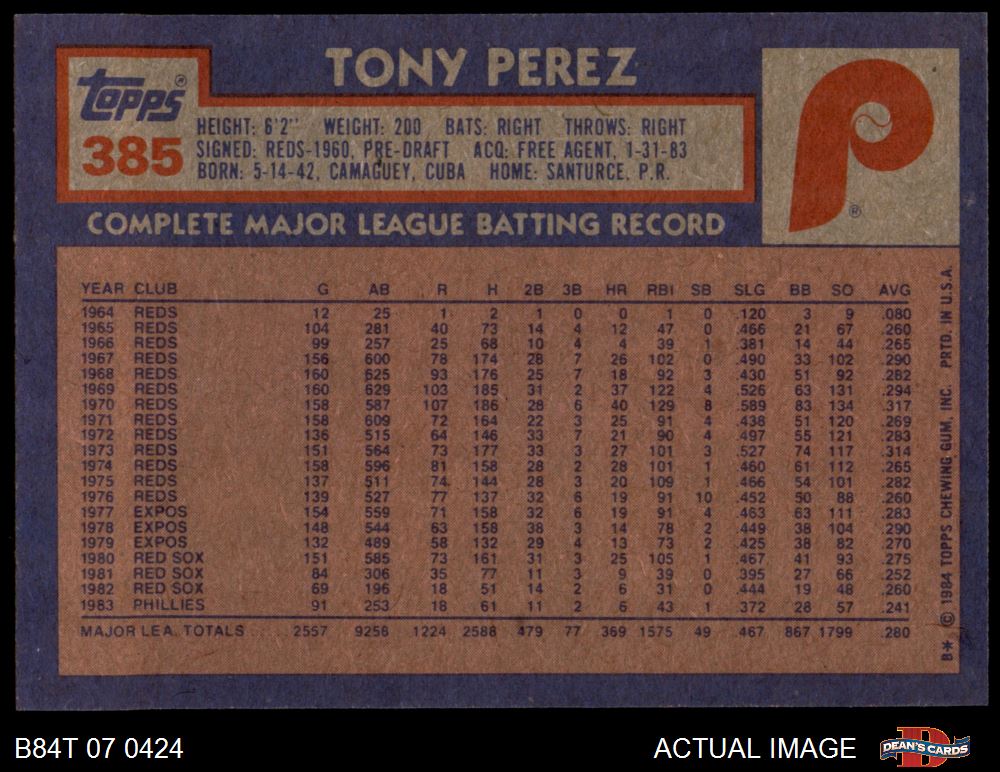 TONY PEREZ
Topps®
385
HEIGHT: 6'2" WEIGHT: 200 BATS: RIGHT THROWS: RIGHT
SIGNED: REDS-1960, PRE-DRAFT ACQ: FREE AGENT, 1-31-83
BORN: 5-14-42, CAMAGUEY, CUBA HOME: SANTURCE, P.R.
P
®
COMPLETE MAJOR LEAGUE BATTING RECORD
YEAR CLUB G AB R H 2B 3B HR RBI SB SLG BB SO AVG
1964 REDS 12 25 1 2 1 0 0 1 0 .120 3 9 .080
1965 REDS 104 281 40 73 14 4 12 47 0 .466 21 67 .260
1966 REDS 99 257 25 68 10 4 4 39 1 .381 14 44 .265
1967 REDS 156 600 78 174 28 7 26 102 0 .490 33 102 .290
1968 REDS 160 625 93 176 25 7 18 92 3 .430 51 92 .282
1969 REDS 160 629 103 185 31 2 37 122 4 .526 63 131 .294
1970 REDS 158 587 107 186 28 6 40 129 8 .589 83 134 .317
1971 REDS 158 609 72 164 22 3 25 91 4 .438 51 120 .269
1972 REDS 136 515 64 146 33 7 21 90 4 .497 55 121 .283
1973 REDS 151 564 73 177 33 3 27 101 3 .527 74 117 .314
1974 REDS 158 596 81 158 28 2 28 101 1 .460 61 112 .265
1975 REDS 137 511 74 144 28 3 20 109 1 .466 54 101 .282
1976 REDS 139 527 77 137 32 6 19 91 10 .452 50 88 .260
1977 EXPOS 154 559 71 158 32 6 19 91 4 .463 63 111 .283
1978 EXPOS 148 544 63 158 38 3 14 78 2 .449 38 104 .290
1979 EXPOS 132 489 58 132 29 4 13 73 2 .425 38 82 .270
1980 RED SOX 151 585 73 161 31 3 25 105 1 .467 41 93 .275
1981 RED SOX 84 306 35 77 11 3 9 39 0 .395 27 66 .252
1982 RED SOX 69 196 18 51 14 2 6 31 0 .444 19 48 .260
1983 PHILLIES 91 253 18 61 11 2 6 43 1 .372 28 57 .241
MAJOR LEA. TOTALS 2557 9258 1224 2588 479 77 369 1575 49 .467 867 1799 .280
B* © 1984 TOPPS CHEWING GUM, INC. PRTD. IN U.S.A.
B84T 07 0424
ACTUAL IMAGE
D
DEAN'S CARDS